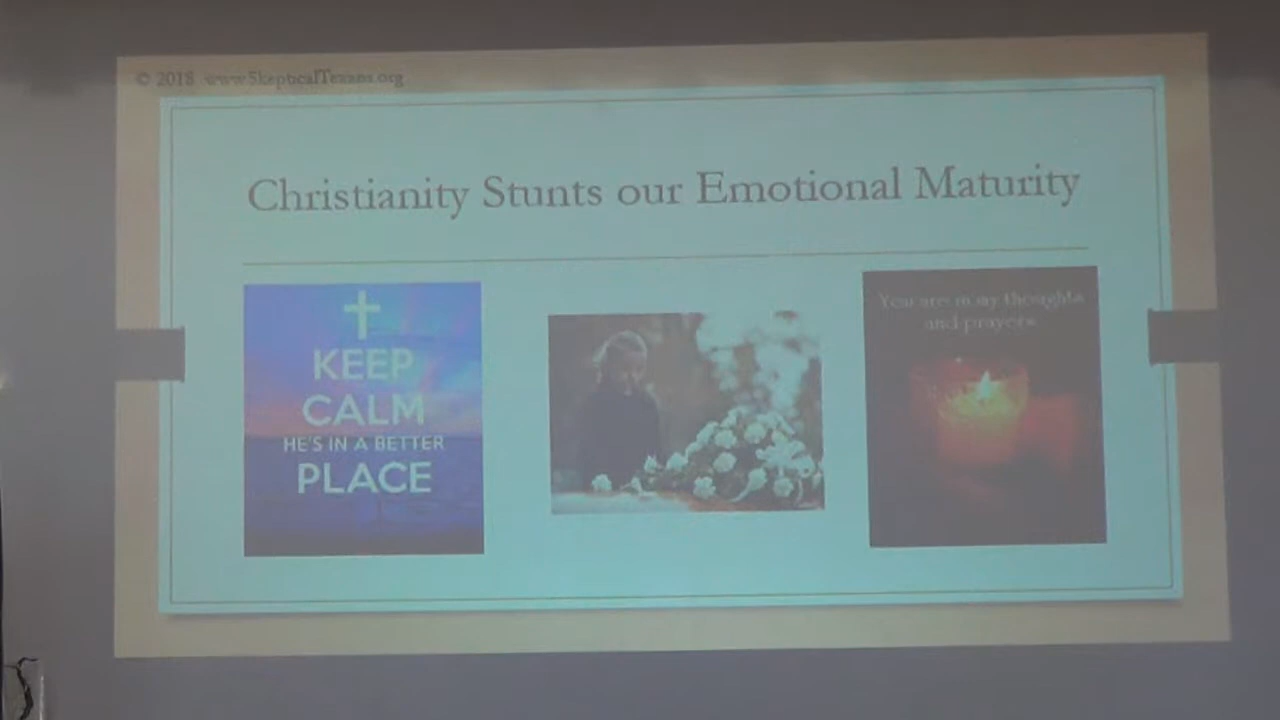 © 2018 www.SkepticalTexans.org
Christianity Stunts our Emotional Maturity
KEEP
CALM
HE'S IN A BETTER
PLACE
You are in my thoughts
and prayers